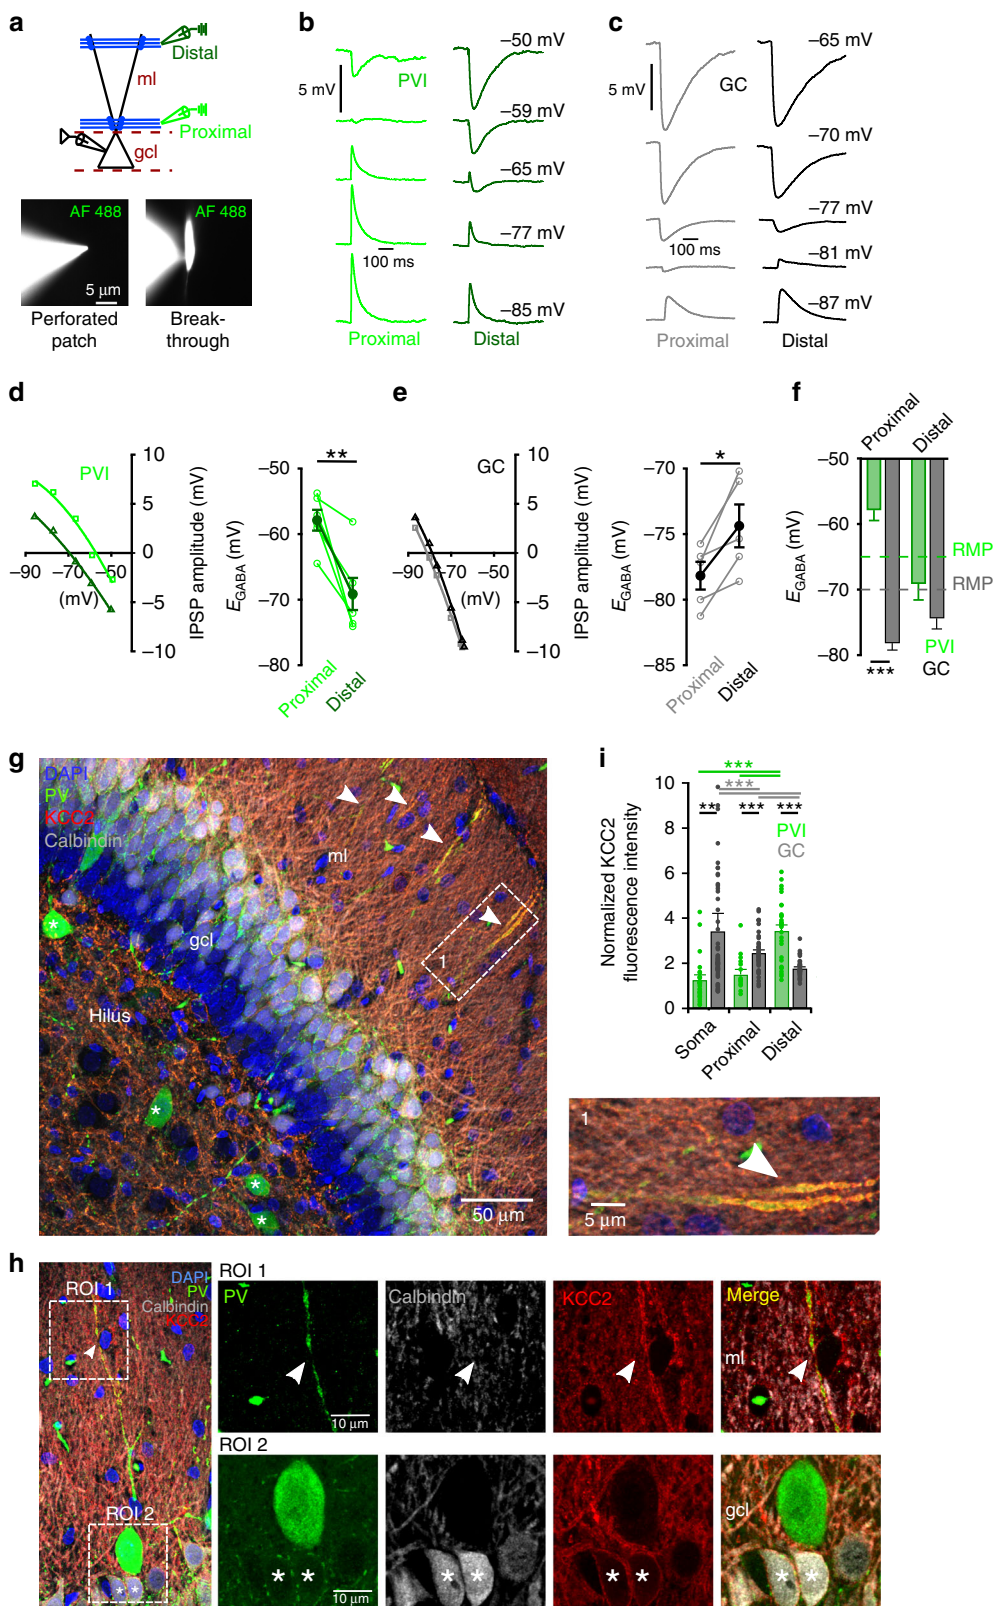 a
Distal
ml
Proximal
gcl
AF 488
AF 488
5 µm
Perforated
patch
Break-
through
b
−50 mV
PVI
5 mV
−59 mV
−65 mV
−77 mV
100 ms
−85 mV
Proximal
Distal
c
−65 mV
GC
5 mV
−70 mV
−77 mV
100 ms
−81 mV
−87 mV
Proximal
Distal
d
PVI
10
5
0
−5
−10
−90
−70
−50
(mV)
IPSP amplitude (mV)
**
−50
−60
−70
−80
EGABA (mV)
Proximal
Distal
e
GC
10
5
0
−5
−10
−90
−70
(mV)
IPSP amplitude (mV)
*
−70
−75
−80
−85
EGABA (mV)
Proximal
Distal
f
Proximal
Distal
−50
−60
−70
−80
EGABA (mV)
RMP
RMP
PVI
GC
***
g
DAPI
PV
KCC2
Calbindin
ml
gcl
1
Hilus
*
*
*
*
50 µm
i
***
***
** *** ***
PVI
GC
10
8
6
4
2
0
Normalized KCC2
fluorescence intensity
Soma
Proximal
Distal
1
5 µm
h
DAPI
PV
Calbindin
KCC2
ROI 1
ROI 2
* *
ROI 1
PV
10 µm
Calbindin
KCC2
Merge
ml
ROI 2
* *
10 µm
* *
* *
gcl
* *